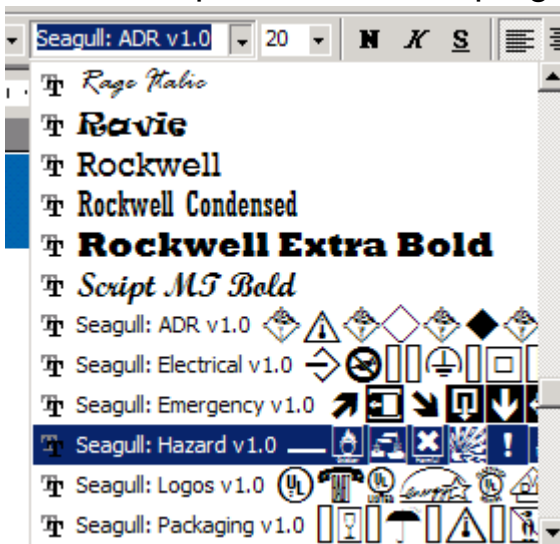 Seagull: ADR v1.0 20 N K S
Rage Italic
Ravie
Rockwell
Rockwell Condensed
Rockwell Extra Bold
Script MT Bold
Seagull: ADR v1.0
Seagull: Electrical v1.0
Seagull: Emergency v1.0
Seagull: Hazard v1.0
Seagull: Logos v1.0
Seagull: Packaging v1.0